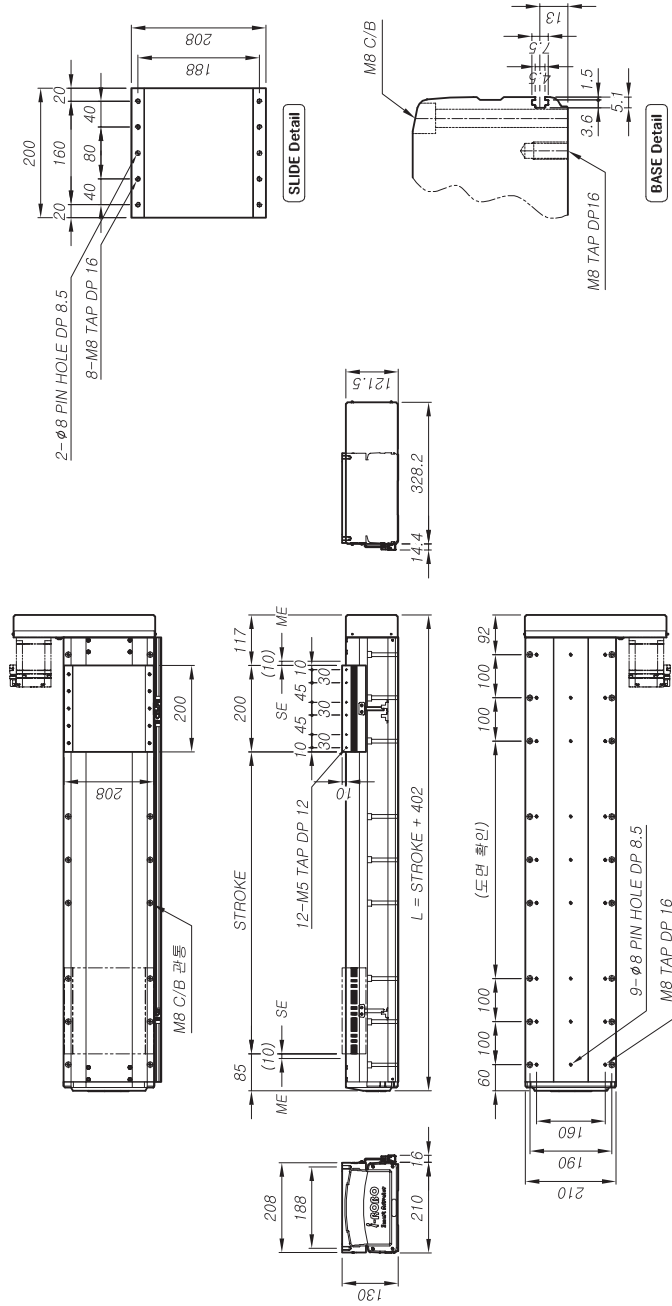 2-ϕ8 PIN HOLE DP 8.5
8-M8 TAP DP 16
200
20
160
20
40
80
40
188
208
SLIDE Detail
M8 C/B
13
7.5
4.5
1.5
5.1
3.6
M8 TAP DP16
BASE Detail
121.5
328.2
14.4
208
200
M8 C/B 관통
ME
(10)
SE
85
STROKE
200
117
SE
(10)
ME
10
30
45
30
45
30
10
10
12-M5 TAP DP 12
L = STROKE + 402
208
188
130
i-ROBO
210
16
60
100
100
(도면 확인)
100
100
92
9-ϕ8 PIN HOLE DP 8.5
M8 TAP DP 16
160
190
210